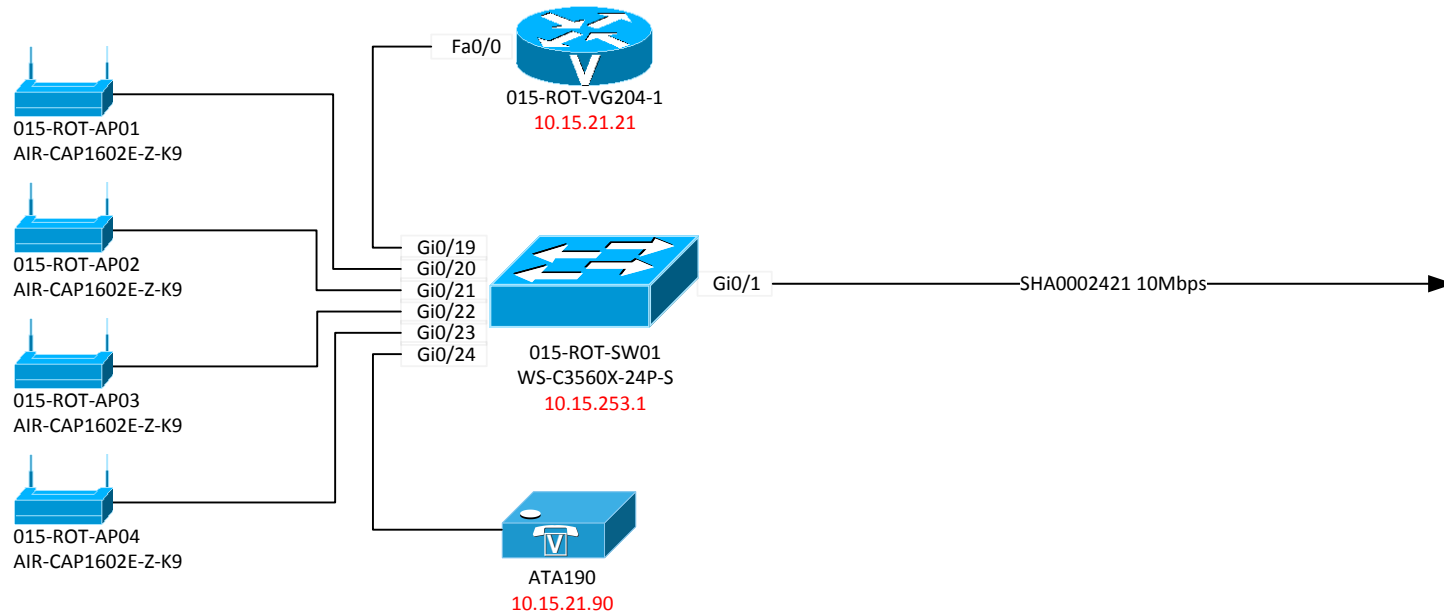 Fa0/0
015-ROT-VG204-1
10.15.21.21
015-ROT-AP01
AIR-CAP1602E-Z-K9
015-ROT-AP02
AIR-CAP1602E-Z-K9
015-ROT-AP03
AIR-CAP1602E-Z-K9
015-ROT-AP04
AIR-CAP1602E-Z-K9
Gi0/19
Gi0/20
Gi0/21
Gi0/22
Gi0/23
Gi0/24
015-ROT-SW01
WS-C3560X-24P-S
10.15.253.1
Gi0/1
SHA0002421 10Mbps
V
V
ATA190
10.15.21.90